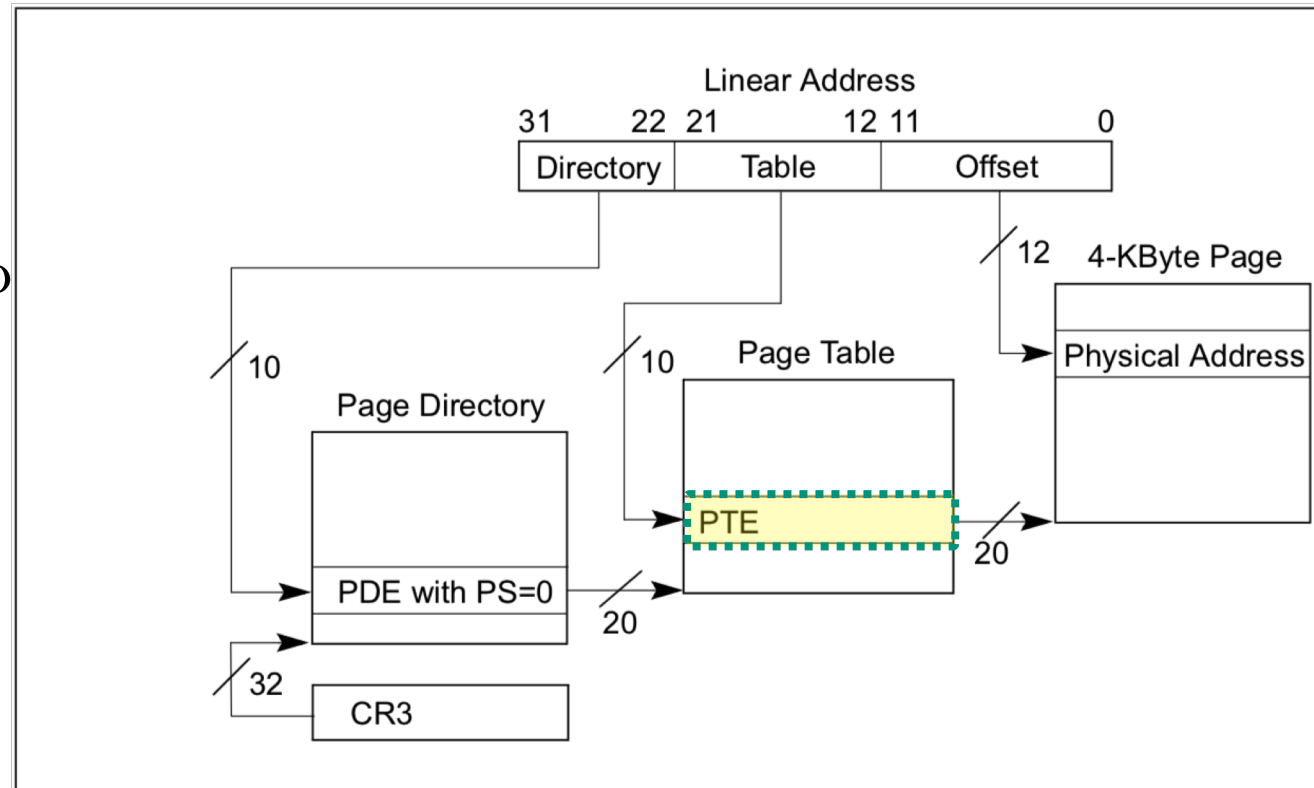 Linear Address
31 22 21 12 11 0
Directory Table Offset
12
4-KByte Page
Physical Address
10
10
Page Table
Page Directory
PTE
20
PDE with PS=0
20
32
CR3